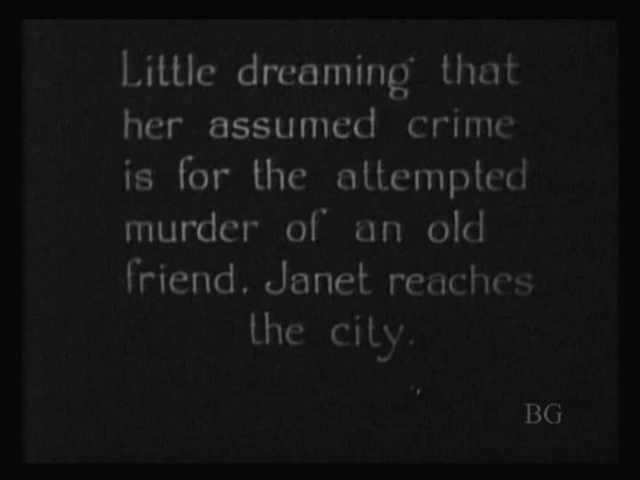 Little dreaming that
her assumed crime
is for the attempted
murder of an old
friend. Janet reaches
the city.
BG